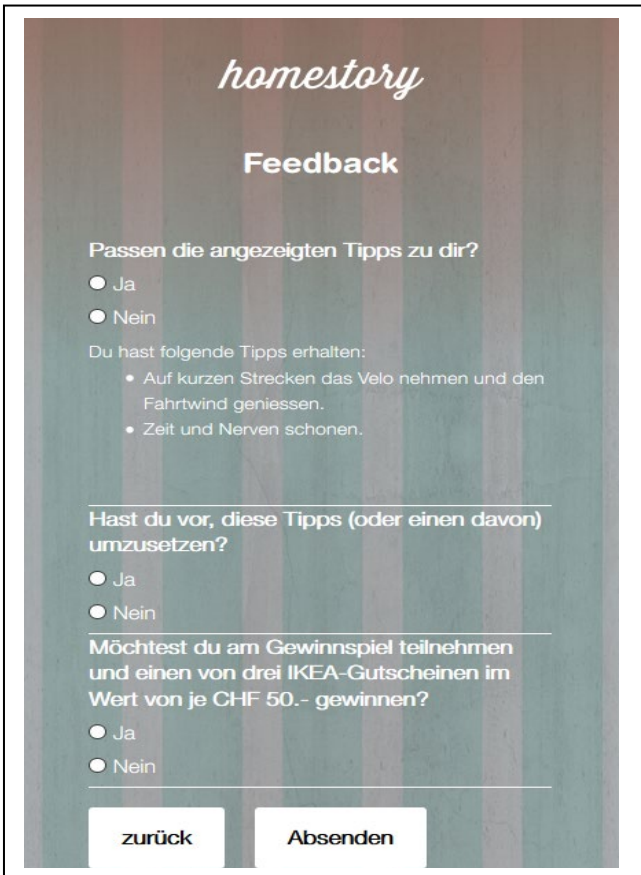 homestory
Feedback
Passen die angezeigten Tipps zu dir?
Ja
Nein
Du hast folgende Tipps erhalten:
• Auf kurzen Strecken das Velo nehmen und den
Fahrtwind geniessen.
• Zeit und Nerven schonen.
Hast du vor, diese Tipps (oder einen davon)
umzusetzen?
Ja
Nein
Möchtest du am Gewinnspiel teilnehmen
und einen von drei IKEA-Gutscheinen im
Wert von je CHF 50.- gewinnen?
Ja
Nein
zurück Absenden